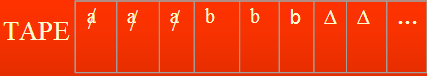 TAPE a̸ a̸ a̸ b b b Δ Δ ...